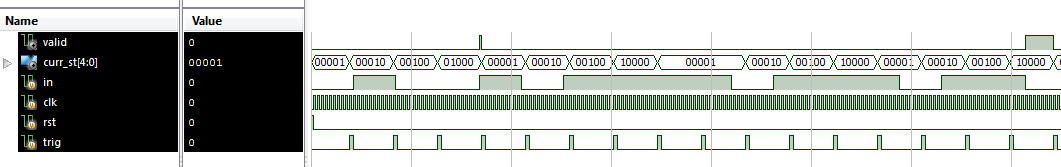 Name Value
valid 0
curr_st[4:0] 00001 00001 00010 00100 01000 00001 00010 00100 10000 00001 00010 00100 10000 00001 00010 00100 10000
in 0
clk 0
rst 0
trig 0